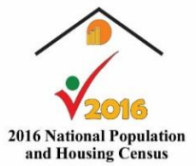 2016
2016 National Population
and Housing Census